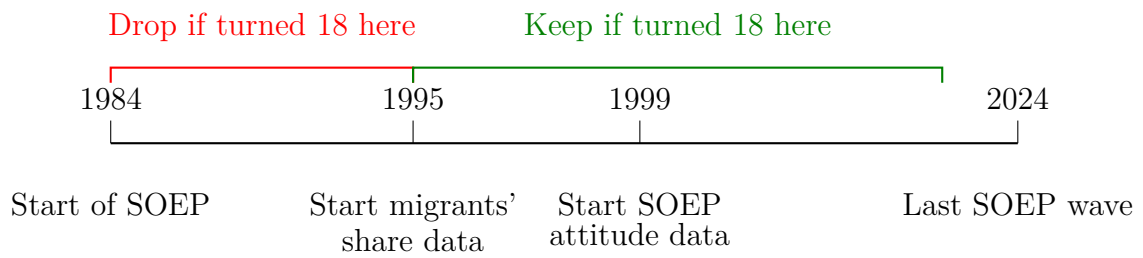 Drop if turned 18 here
Keep if turned 18 here
1984
1995
1999
2024
Start of SOEP
Start migrants'
share data
Start SOEP
attitude data
Last SOEP wave